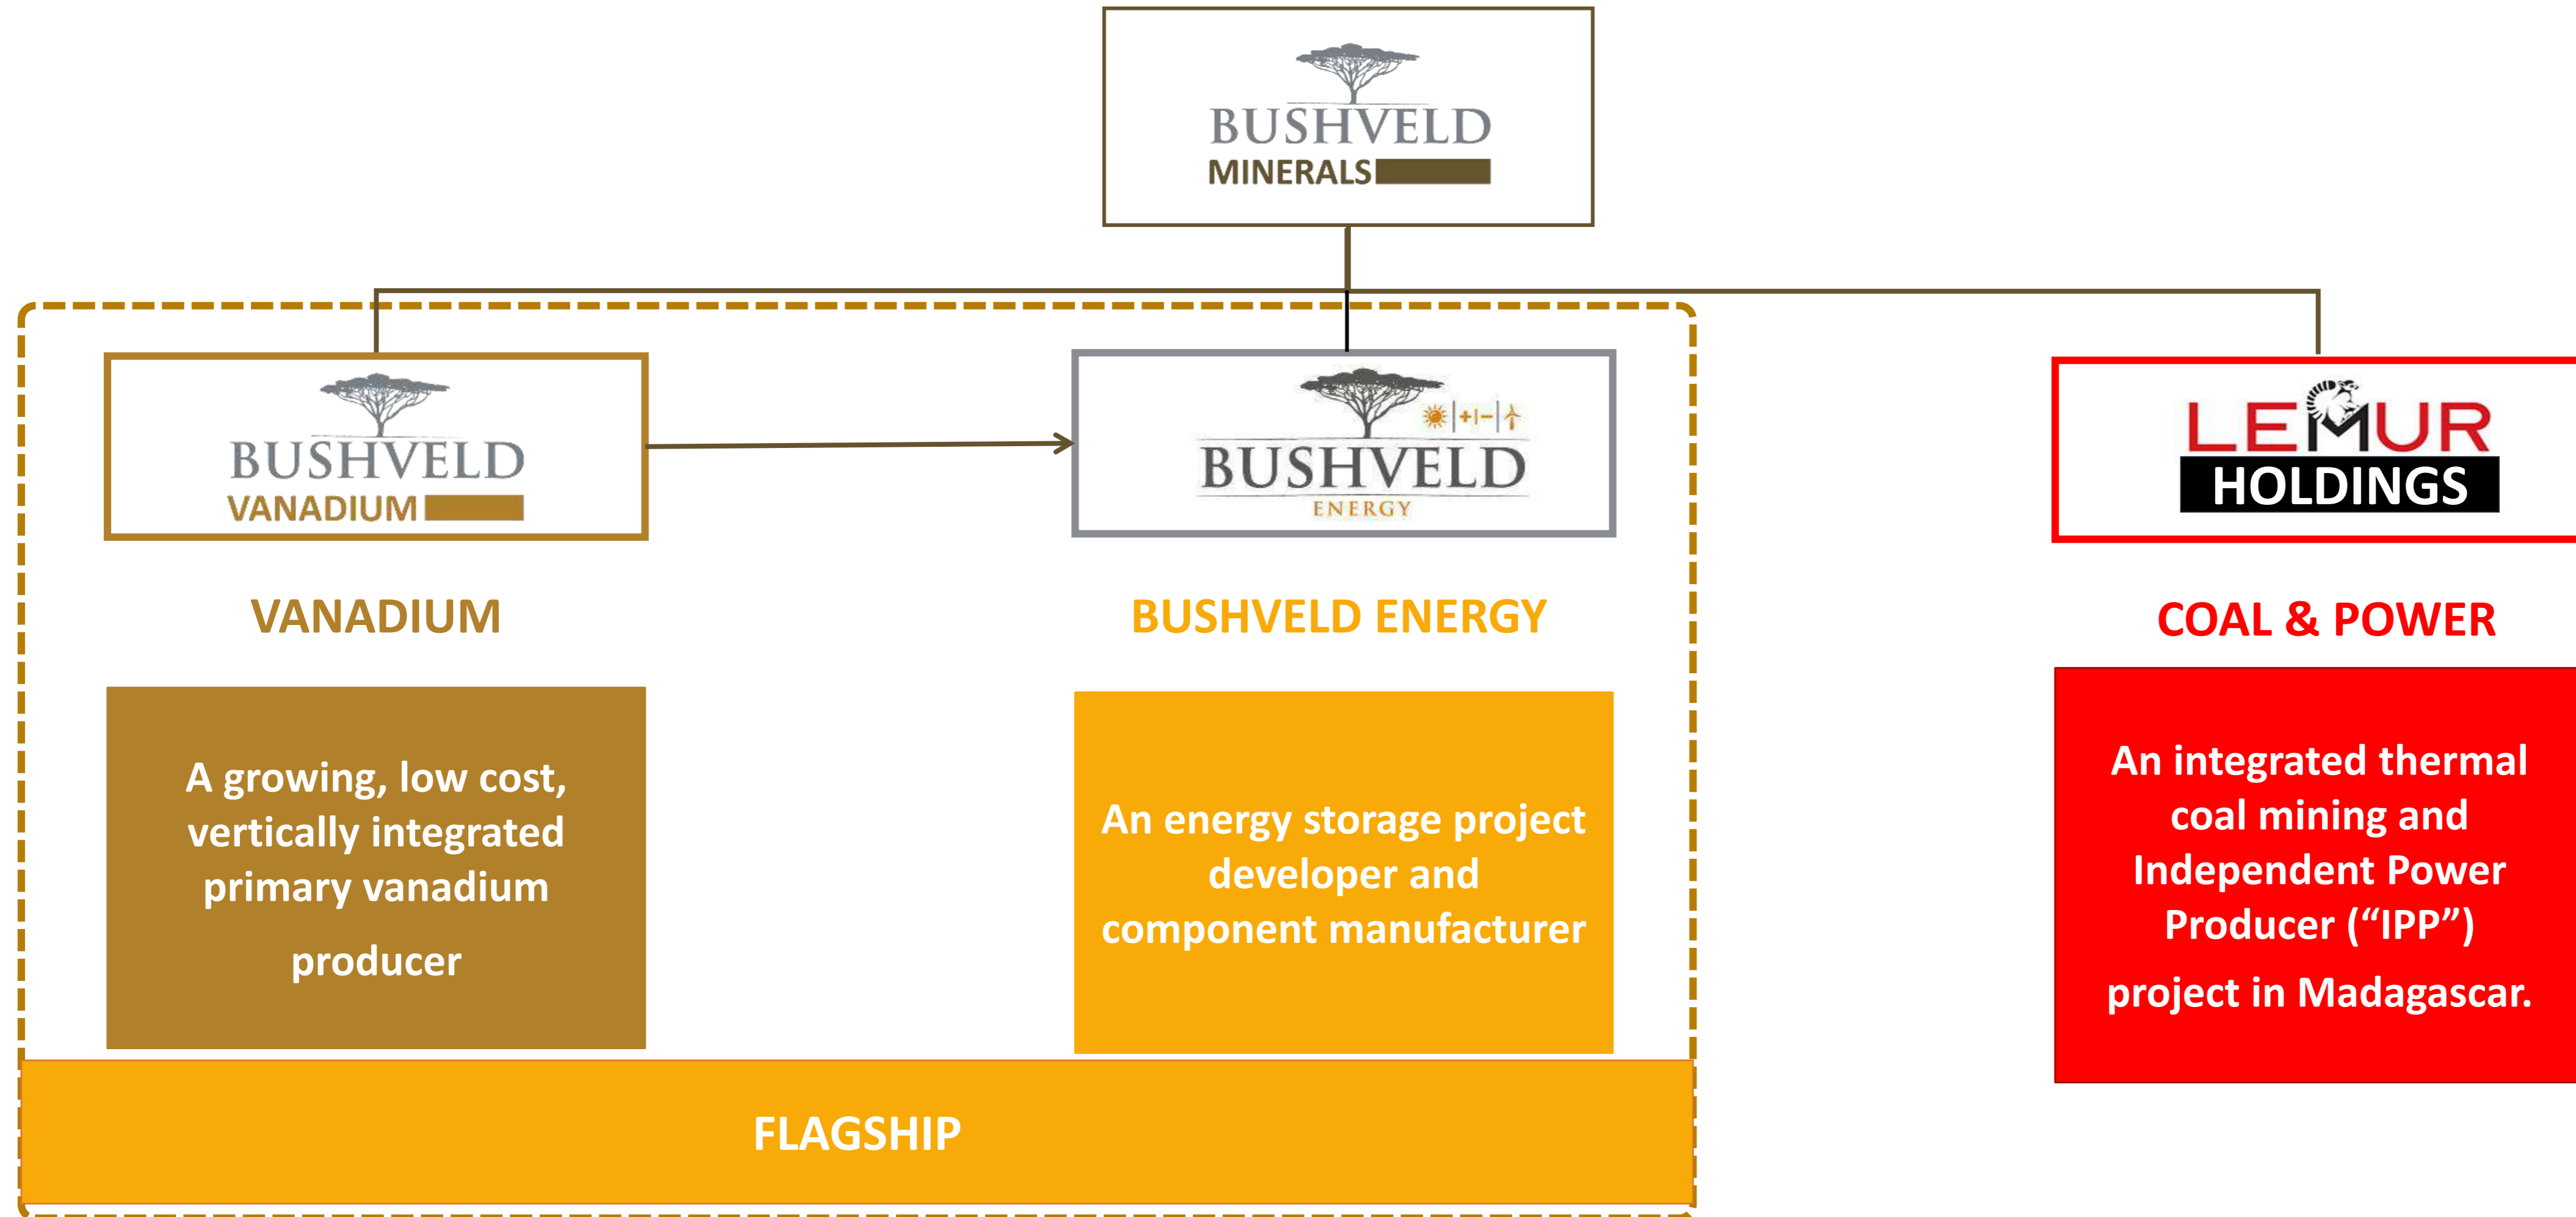 BUSHVELD
MINERALS
BUSHVELD
VANADIUM
BUSHVELD
ENERGY
LEMUR
HOLDINGS
VANADIUM
A growing, low cost,
vertically integrated
primary vanadium
producer
BUSHVELD ENERGY
An energy storage project
developer and
component manufacturer
COAL & POWER
An integrated thermal
coal mining and
Independent Power
Producer (“IPP”)
project in Madagascar.
FLAGSHIP